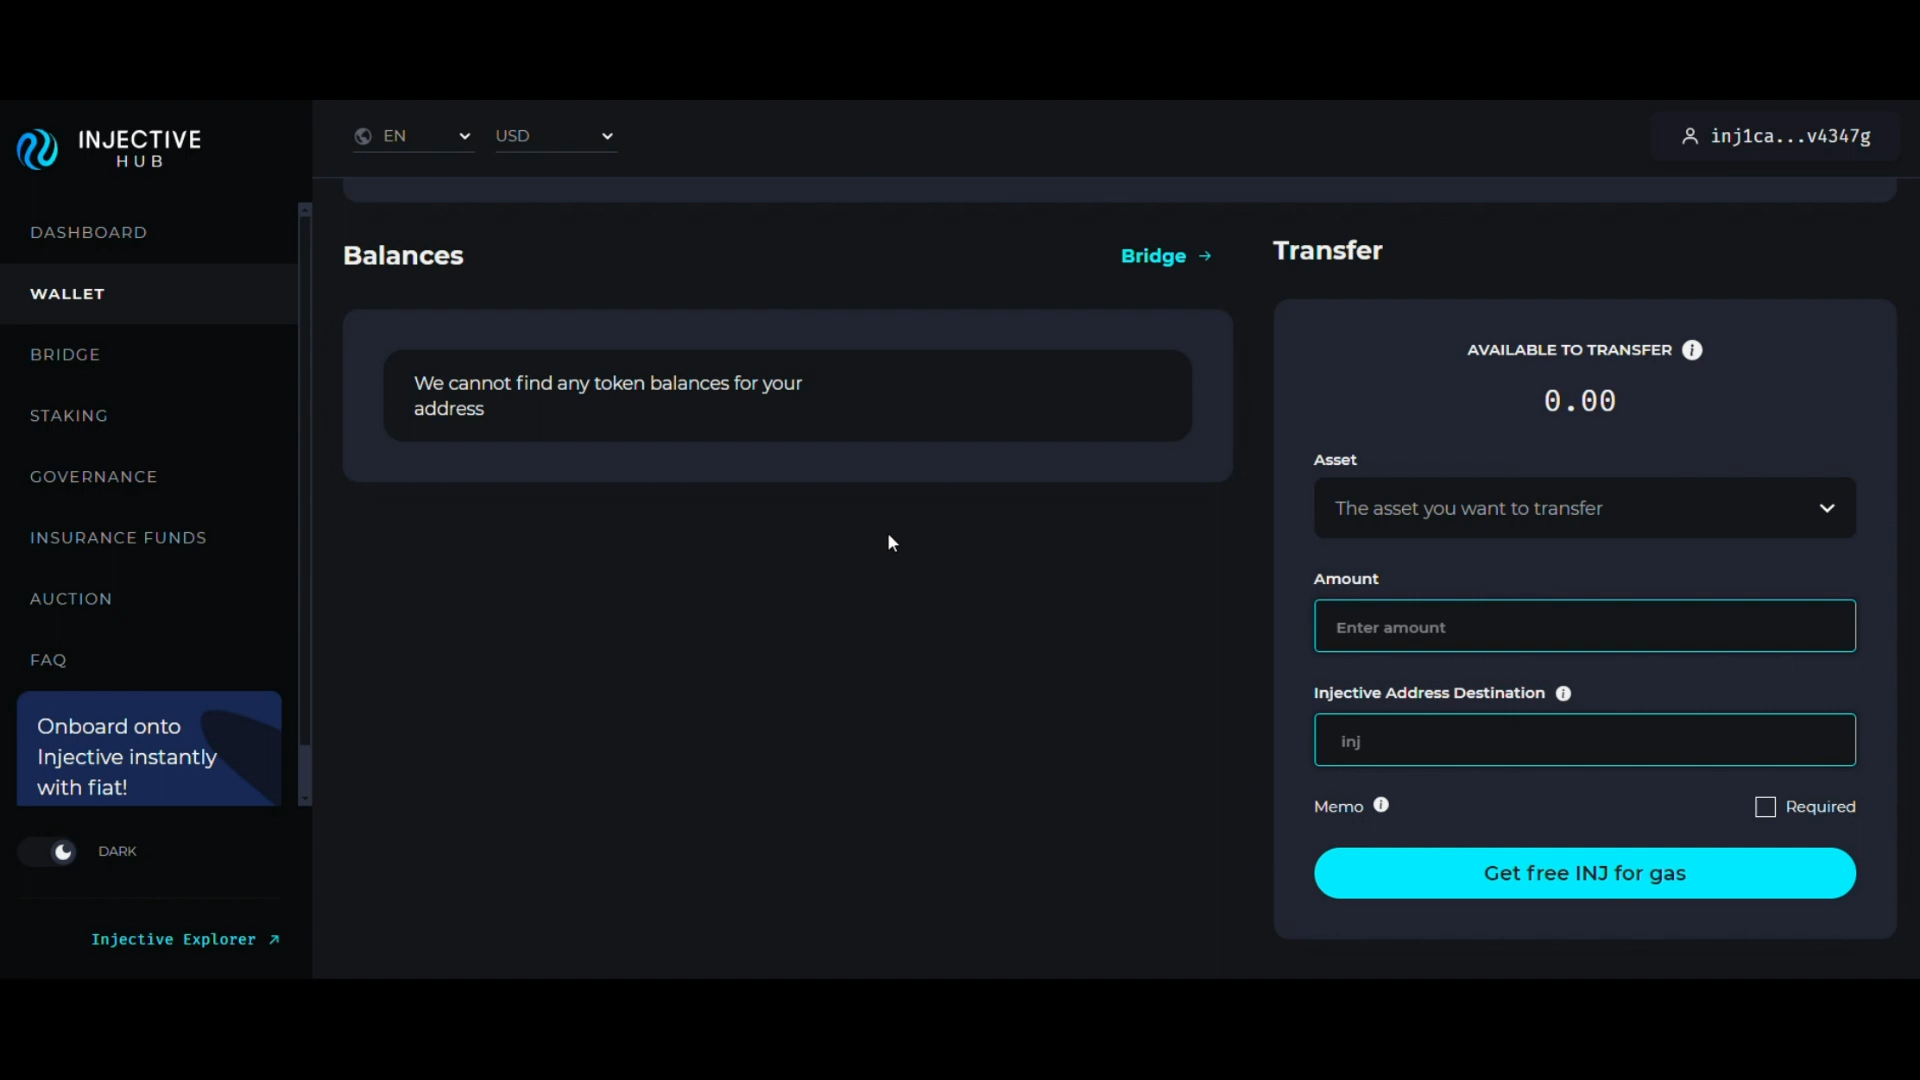 INJECTIVE
HUB
EN
USD
inj1ca...v4347g
DASHBOARD
WALLET
BRIDGE
STAKING
GOVERNANCE
INSURANCE FUNDS
AUCTION
FAQ
Onboard onto
Injective instantly
with fiat!
DARK
Injective Explorer
Balances
Bridge
We cannot find any token balances for your
address
Transfer
AVAILABLE TO TRANSFER
0.00
Asset
The asset you want to transfer
Amount
Enter amount
Injective Address Destination
inj
Memo
Required
Get free INJ for gas